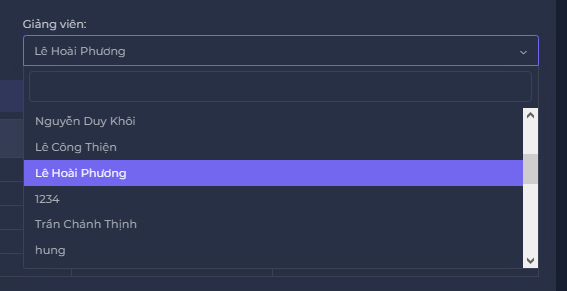 Giảng viên:
Lê Hoài Phương
Nguyễn Duy Khôi
Lê Công Thiện
Lê Hoài Phương
1234
Trần Chánh Thịnh
hung